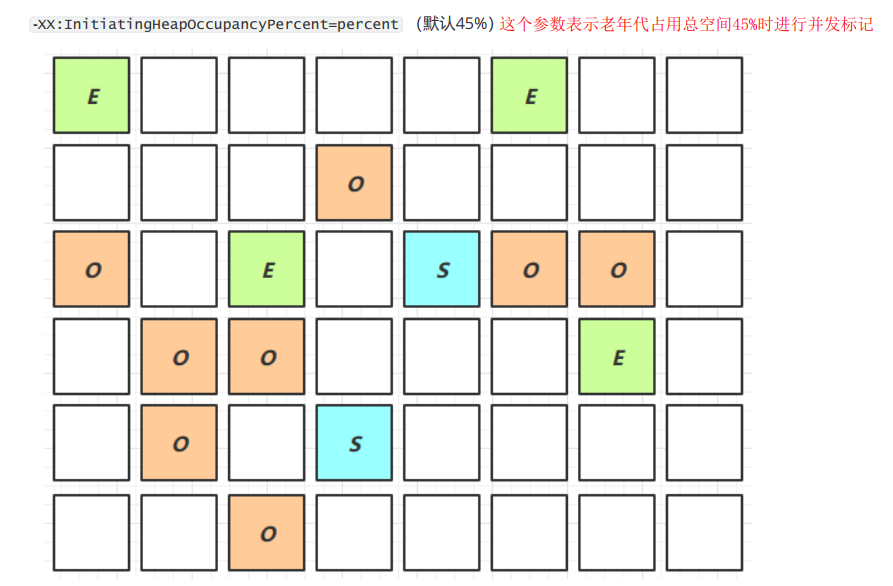 -XX:InitiatingHeapOccupancyPercent=percent (默认45%) 这个参数表示老年代占用总空间45%时进行并发标记
E E
O
O E S O O
O O E
O S
O